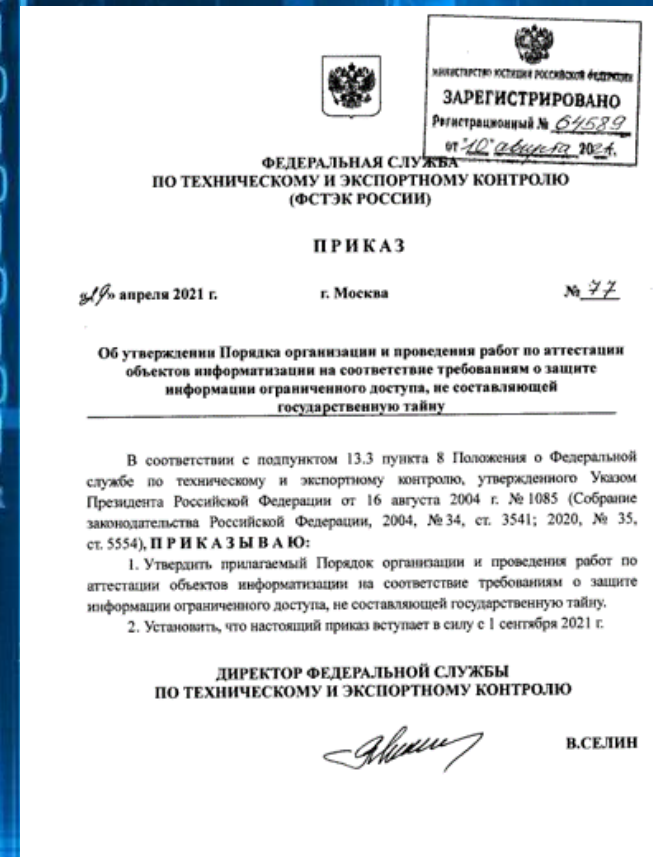 МИНИСТЕРСТВО ЮСТИЦИИ РОССИЙСКОЙ ФЕДЕРАЦИИ
ЗАРЕГИСТРИРОВАНО
Регистрационный № 64589
от "10" августа 2021.
ФЕДЕРАЛЬНАЯ СЛУЖБА
ПО ТЕХНИЧЕСКОМУ И ЭКСПОРТНОМУ КОНТРОЛЮ
(ФСТЭК РОССИИ)
ПРИКАЗ
«29» апреля 2021 г. г. Москва № 77
Об утверждении Порядка организации и проведения работ по аттестации
объектов информатизации на соответствие требованиям о защите
информации ограниченного доступа, не составляющей
государственную тайну
В соответствии с подпунктом 13.3 пункта 8 Положения о Федеральной
службе по техническому и экспортному контролю, утвержденного Указом
Президента Российской Федерации от 16 августа 2004 г. № 1085 (Собрание
законодательства Российской Федерации, 2004, № 34, ст. 3541; 2020, № 35,
ст. 5554), П Р И К А З Ы В А Ю:
1. Утвердить прилагаемый Порядок организации и проведения работ по
аттестации объектов информатизации на соответствие требованиям о защите
информации ограниченного доступа, не составляющей государственную тайну.
2. Установить, что настоящий приказ вступает в силу с 1 сентября 2021 г.
ДИРЕКТОР ФЕДЕРАЛЬНОЙ СЛУЖБЫ
ПО ТЕХНИЧЕСКОМУ И ЭКСПОРТНОМУ КОНТРОЛЮ
В.СЕЛИН